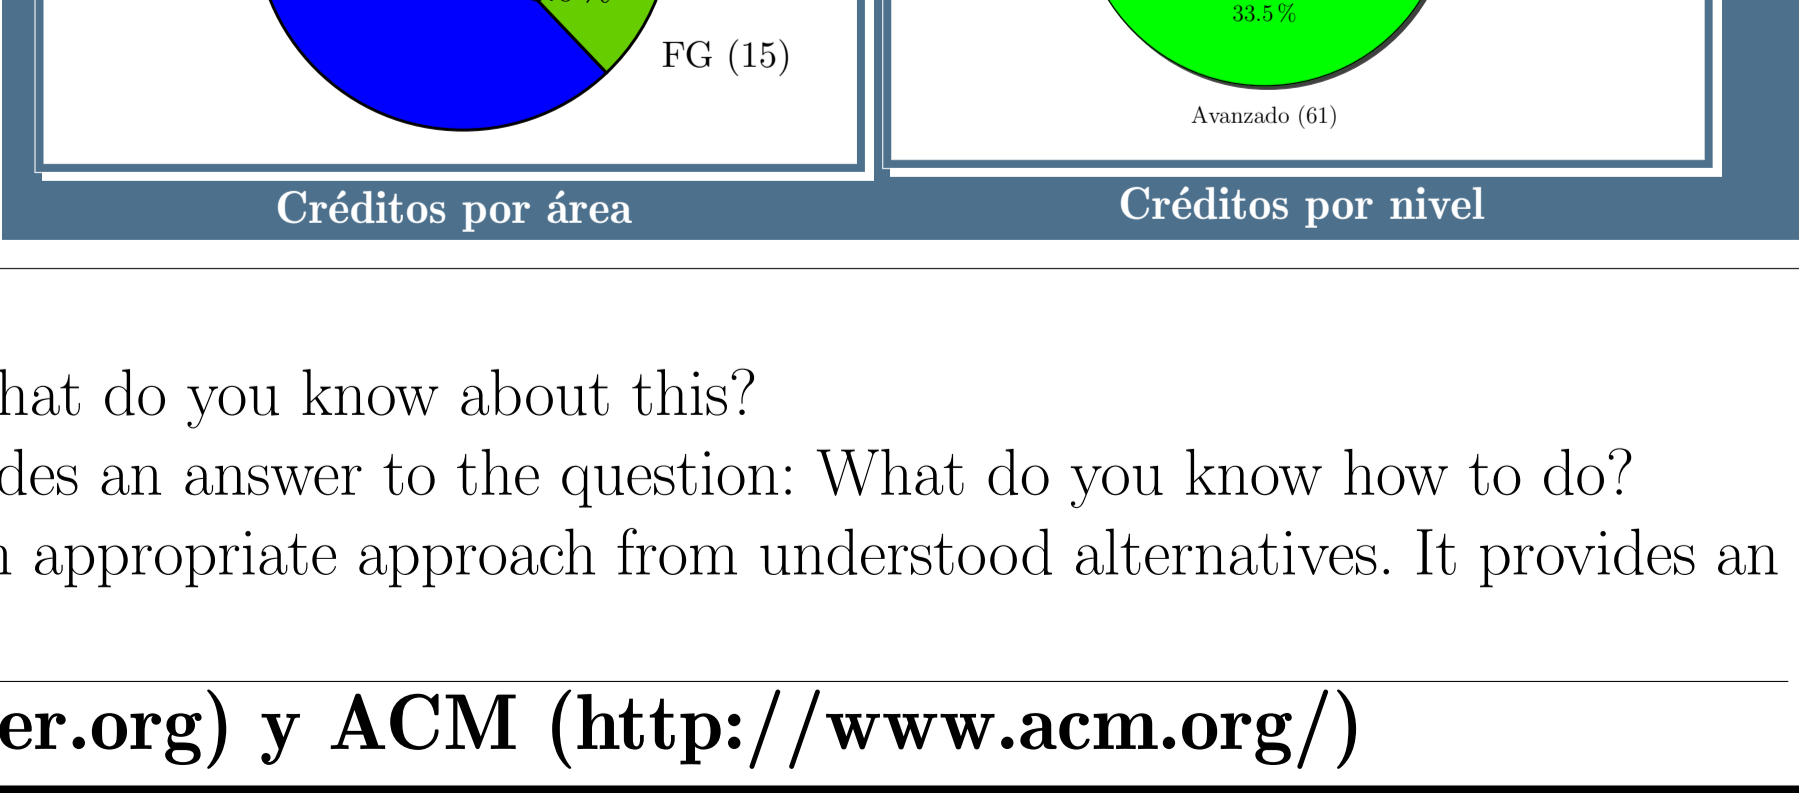 33.5 %
FG (15)
Avanzado (61)
Créditos por área
Créditos por nivel
hat do you know about this?
des an answer to the question: What do you know how to do?
appropriate approach from understood alternatives. It provides an
er.org) y ACM (http://www.acm.org/)